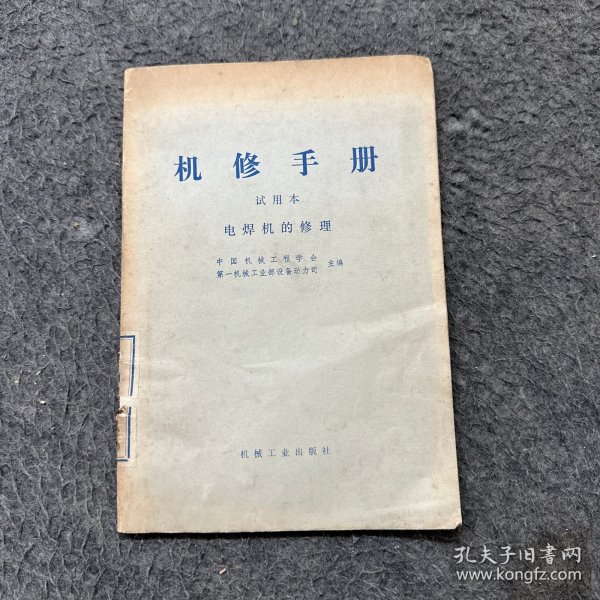 机修手册
试用本
电焊机的修理
中国机械工程学会
第一机械工业部设备动力司 主编
机械工业出版社
孔夫子旧书网
www.kongfz.com